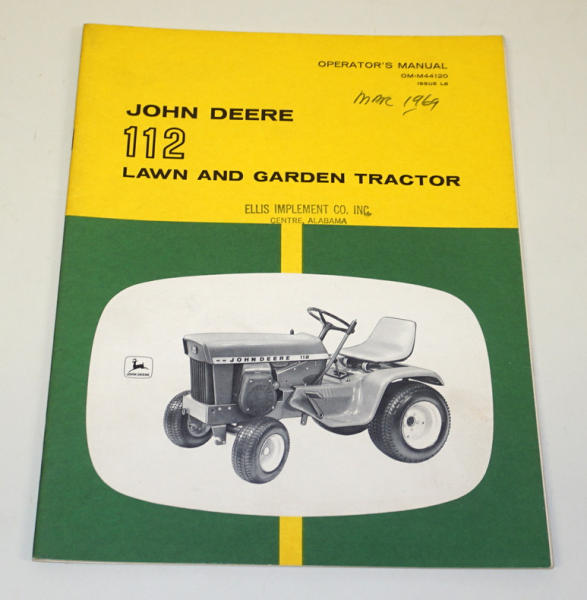 OPERATOR'S MANUAL
OM-M44120
ISSUE L8
MAR 1969
JOHN DEERE
112
LAWN AND GARDEN TRACTOR
ELLIS IMPLEMENT CO. INC.
CENTRE, ALABAMA
JOHN DEERE 112
JOHN DEERE